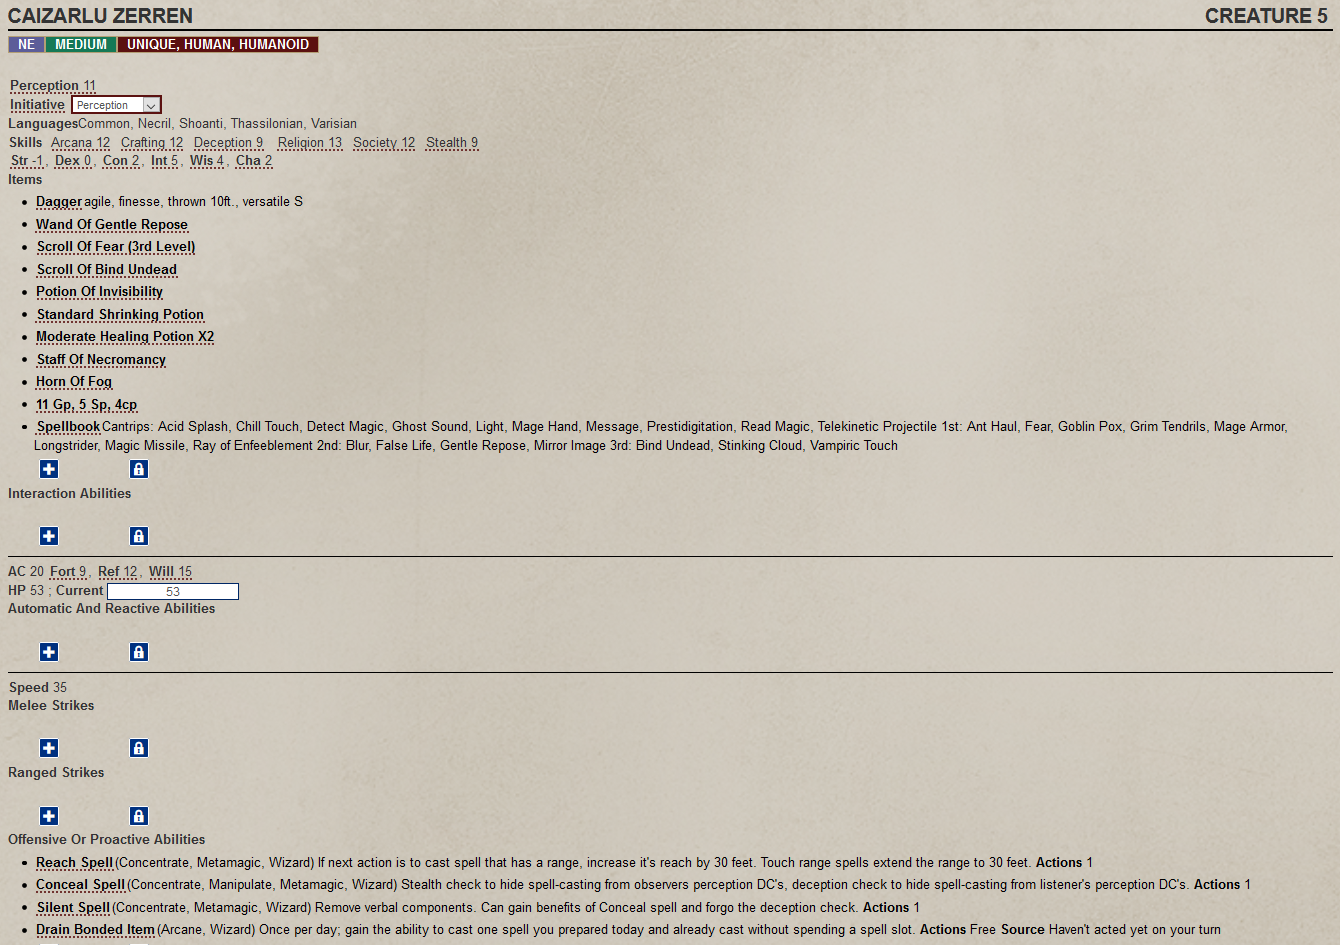 CAIZARLU ZERREN CREATURE 5
NE MEDIUM UNIQUE, HUMAN, HUMANOID
Perception 11
Initiative Perception
LanguagesCommon, Necril, Shoanti, Thassilonian, Varisian
Skills Arcana 12 Crafting 12 Deception 9 Religion 13 Society 12 Stealth 9
Str -1, Dex 0, Con 2, Int 5, Wis 4, Cha 2
Items
• Dagger agile, finesse, thrown 10ft., versatile S
• Wand Of Gentle Repose
• Scroll Of Fear (3rd Level)
• Scroll Of Bind Undead
• Potion Of Invisibility
• Standard Shrinking Potion
• Moderate Healing Potion X2
• Staff Of Necromancy
• Horn Of Fog
• 11 Gp, 5 Sp, 4cp
• Spellbook Cantrips: Acid Splash, Chill Touch, Detect Magic, Ghost Sound, Light, Mage Hand, Message, Prestidigitation, Read Magic, Telekinetic Projectile 1st: Ant Haul, Fear, Goblin Pox, Grim Tendrils, Mage Armor,
Longstrider, Magic Missile, Ray of Enfeeblement 2nd: Blur, False Life, Gentle Repose, Mirror Image 3rd: Bind Undead, Stinking Cloud, Vampiric Touch
Interaction Abilities
AC 20 Fort 9, Ref 12, Will 15
HP 53 ; Current 53
Automatic And Reactive Abilities
Speed 35
Melee Strikes
Ranged Strikes
Offensive Or Proactive Abilities
• Reach Spell (Concentrate, Metamagic, Wizard) If next action is to cast spell that has a range, increase it's reach by 30 feet. Touch range spells extend the range to 30 feet. Actions 1
• Conceal Spell (Concentrate, Manipulate, Metamagic, Wizard) Stealth check to hide spell-casting from observers perception DC's, deception check to hide spell-casting from listener's perception DC's. Actions 1
• Silent Spell (Concentrate, Metamagic, Wizard) Remove verbal components. Can gain benefits of Conceal spell and forgo the deception check. Actions 1
• Drain Bonded Item (Arcane, Wizard) Once per day; gain the ability to cast one spell you prepared today and already cast without spending a spell slot. Actions Free Source Haven't acted yet on your turn